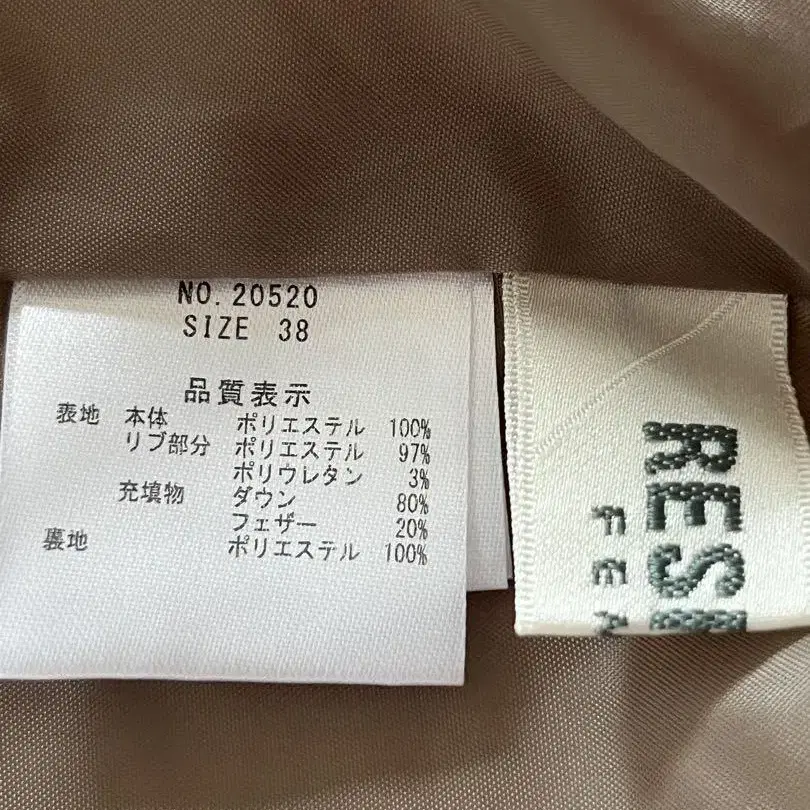 NO. 20520
SIZE 38
品質表示
表地 本体 ポリエステル 100%
リブ部分 ポリエステル 97%
ポリウレタン 3%
充填物 ダウン 80%
フェザー 20%
裏地 ポリエステル 100%
RES
FEA